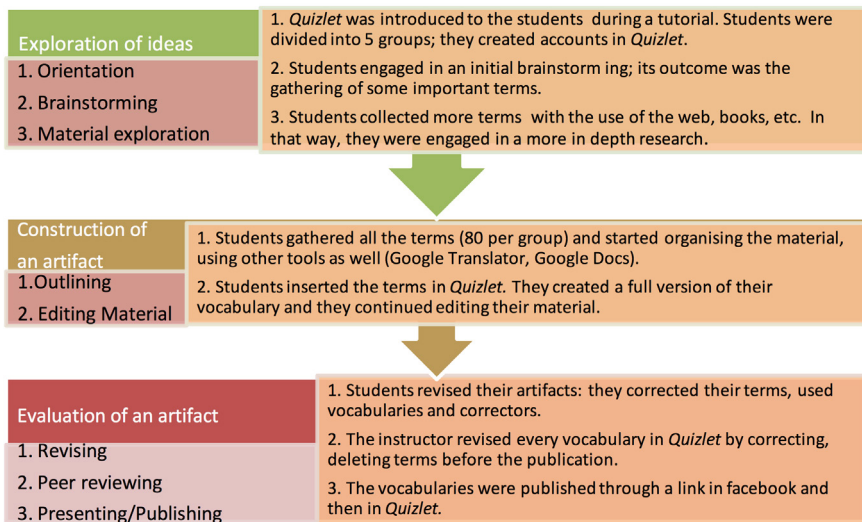 Exploration of ideas
1. Orientation
2. Brainstorming
3. Material exploration
1. Quizlet was introduced to the students during a tutorial. Students were
divided into 5 groups; they created accounts in Quizlet.
2. Students engaged in an initial brainstorm ing; its outcome was the
gathering of some important terms.
3. Students collected more terms with the use of the web, books, etc. In
that way, they were engaged in a more in depth research.
Construction of
an artifact
1.Outlining
2. Editing Material
1. Students gathered all the terms (80 per group) and started organising the material,
using other tools as well (Google Translator, Google Docs).
2. Students inserted the terms in Quizlet. They created a full version of their
vocabulary and they continued editing their material.
Evaluation of an artifact
1. Revising
2. Peer reviewing
3. Presenting/Publishing
1. Students revised their artifacts: they corrected their terms, used
vocabularies and correctors.
2. The instructor revised every vocabulary in Quizlet by correcting,
deleting terms before the publication.
3. The vocabularies were published through a link in facebook and
then in Quizlet.